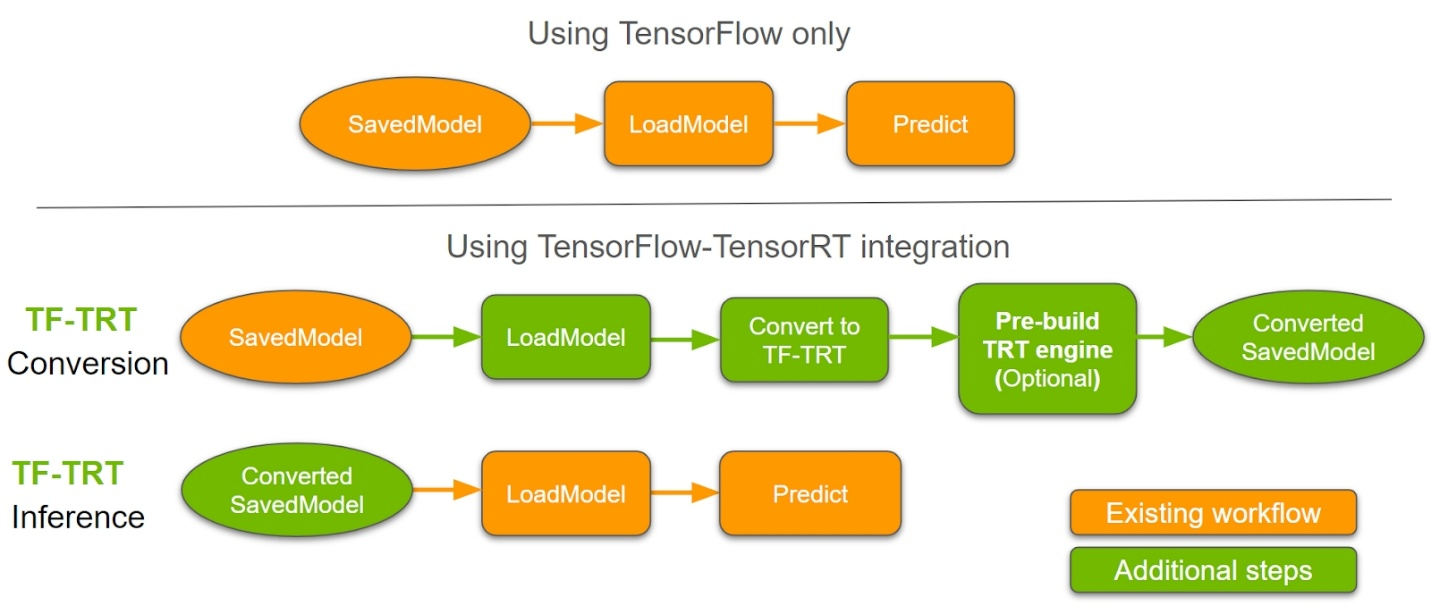 Using TensorFlow only
SavedModel
LoadModel
Predict
Using TensorFlow-TensorRT integration
TF-TRT
Conversion
SavedModel
LoadModel
Convert to
TF-TRT
Pre-build
TRT engine
(Optional)
Converted
SavedModel
TF-TRT
Inference
Converted
SavedModel
LoadModel
Predict
Existing workflow
Additional steps